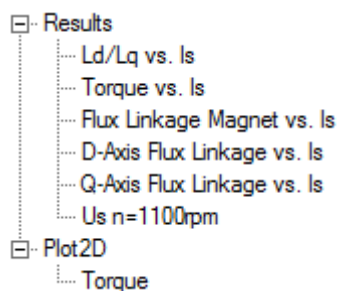 Results
Ld/Lq vs. Is
Torque vs. Is
Flux Linkage Magnet vs. Is
D-Axis Flux Linkage vs. Is
Q-Axis Flux Linkage vs. Is
Us n=1100rpm
Plot2D
Torque